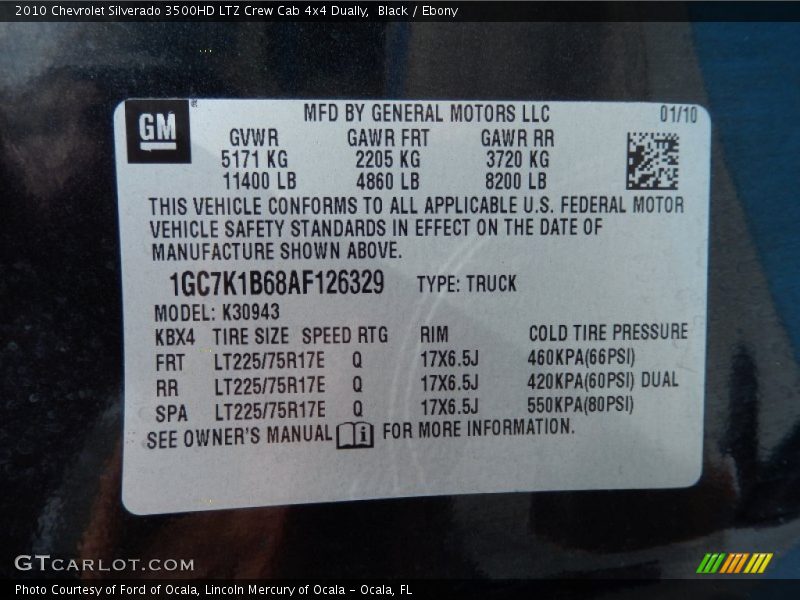 2010 Chevrolet Silverado 3500HD LTZ Crew Cab 4x4 Dually, Black / Ebony
GM
MFD BY GENERAL MOTORS LLC 01/10
GVWR GAWR FRT GAWR RR
5171 KG 2205 KG 3720 KG
11400 LB 4860 LB 8200 LB
THIS VEHICLE CONFORMS TO ALL APPLICABLE U.S. FEDERAL MOTOR
VEHICLE SAFETY STANDARDS IN EFFECT ON THE DATE OF
MANUFACTURE SHOWN ABOVE.
1GC7K1B68AF126329 TYPE: TRUCK
MODEL: K30943
KBX4 TIRE SIZE SPEED RTG RIM COLD TIRE PRESSURE
FRT LT225/75R17E Q 17X6.5J 460KPA(66PSI)
RR LT225/75R17E Q 17X6.5J 420KPA(60PSI) DUAL
SPA LT225/75R17E Q 17X6.5J 550KPA(80PSI)
SEE OWNER'S MANUAL FOR MORE INFORMATION.
GTCARLOT.COM
Photo Courtesy of Ford of Ocala, Lincoln Mercury of Ocala - Ocala, FL